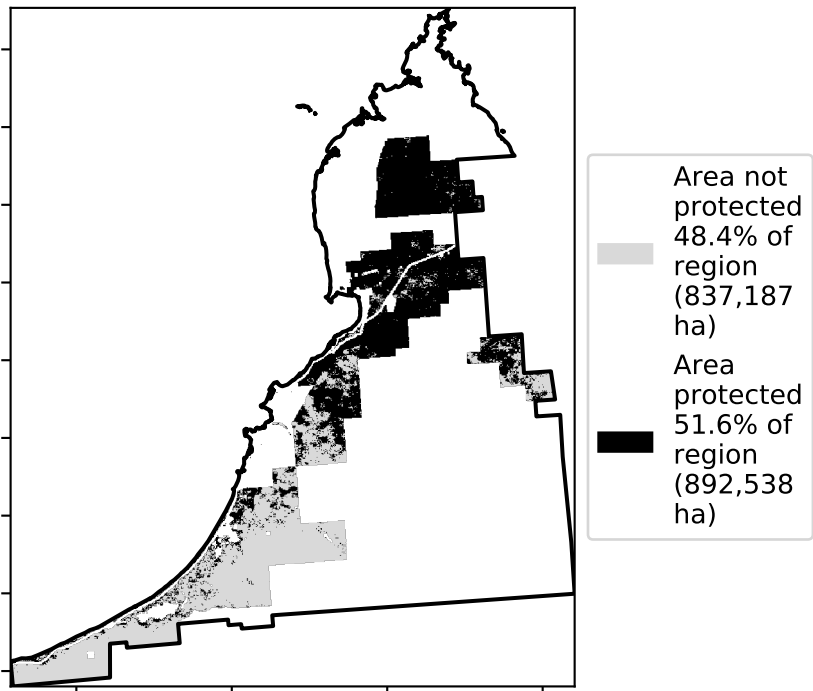 Area not
protected
48.4% of
region
(837,187
ha)
Area
protected
51.6% of
region
(892,538
ha)